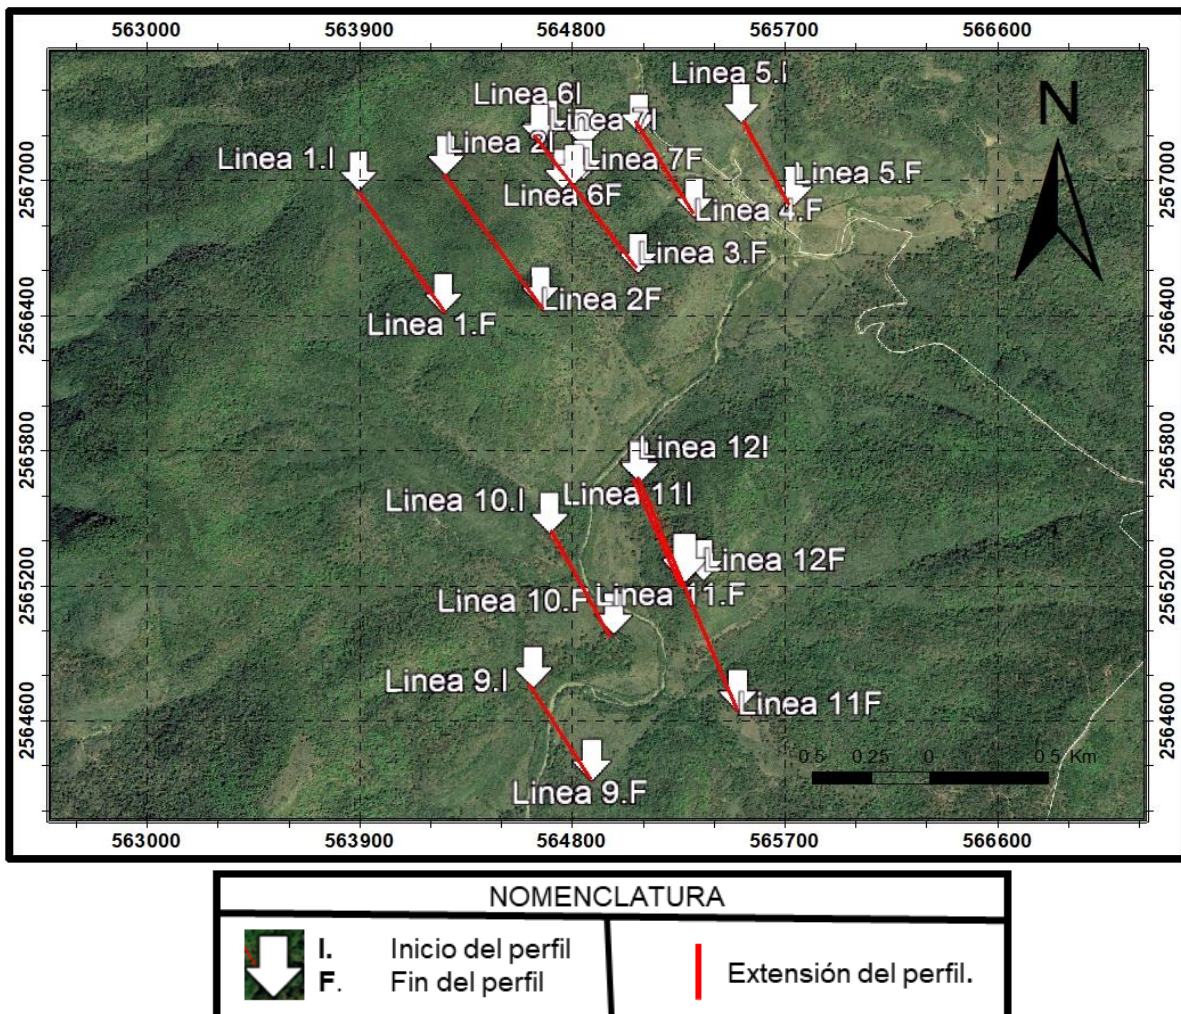 563000 563900 564800 565700 566600
Linea 5.I
N
Linea 6I
Linea 7I
Linea 2I
Linea 1.I
Linea 7F
Linea 5.F
Linea 6F
Linea 4.F
Linea 3.F
Linea 2F
Linea 1.F
Linea 12I
Linea 11I
Linea 10.I
Linea 12F
Linea 11.F
Linea 10.F
Linea 9.I
Linea 11F
0.5 0.25 0 0.5 Km
Linea 9.F
2567000 2567000
2566400 2566400
2565800 2565800
2565200 2565200
2564600 2564600
563000 563900 564800 565700 566600
NOMENCLATURA
I. Inicio del perfil
F. Fin del perfil
Extensión del perfil.